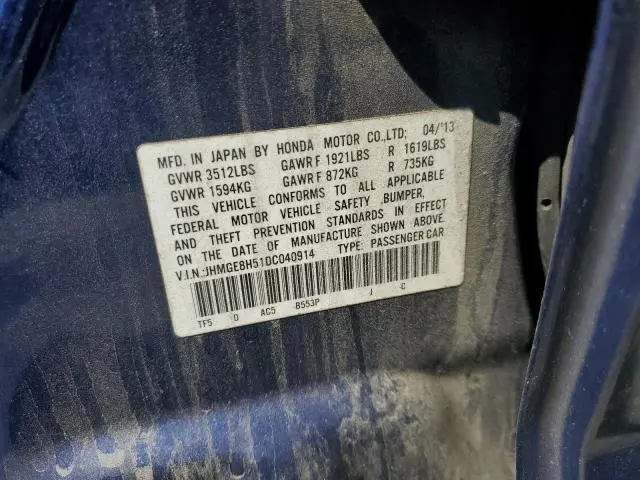 MFD. IN JAPAN BY HONDA MOTOR CO.,LTD: 04/'13
GVWR 3512LBS GAWR F 1921LBS R 1619LBS
GVWR 1594KG GAWR F 872KG R 735KG
THIS VEHICLE CONFORMS TO ALL APPLICABLE
FEDERAL MOTOR VEHICLE SAFETY ,BUMPER,
AND THEFT PREVENTION STANDARDS IN EFFECT
ON THE DATE OF MANUFACTURE SHOWN ABOVE.
V.I.N.:JHMGE8H51DC040914 TYPE: PASSENGER CAR
TF5 D AC5 B553P J C